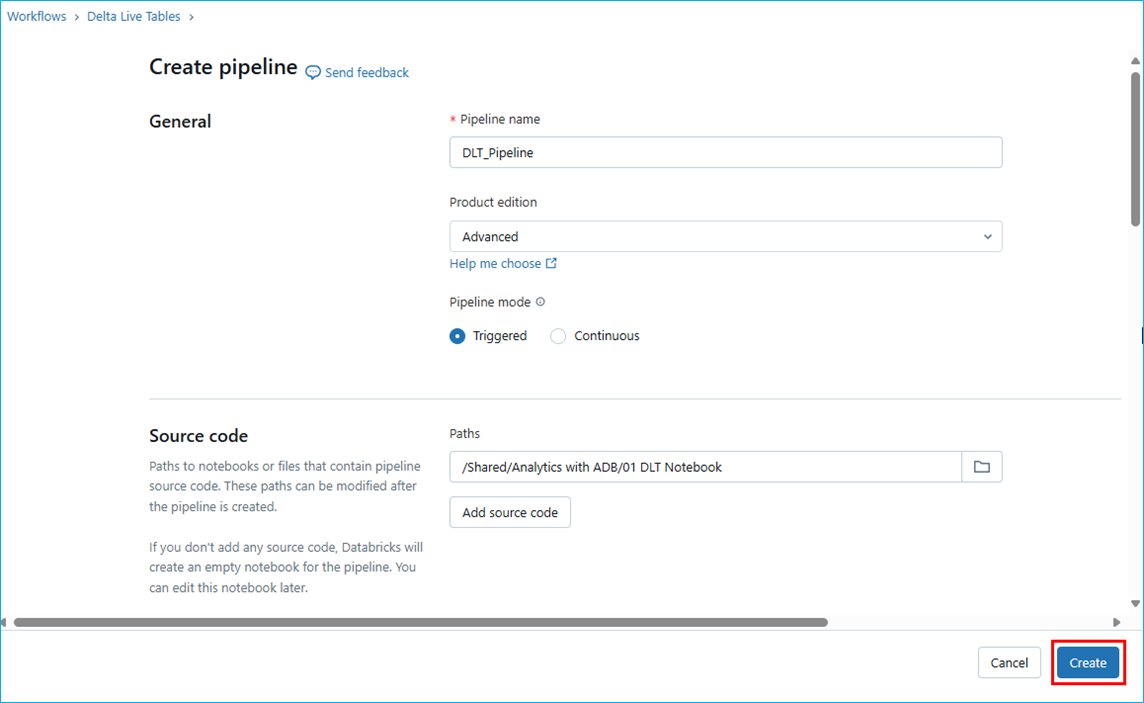 Workflows > Delta Live Tables >
Create pipeline
Send feedback
General
* Pipeline name
DLT_Pipeline
Product edition
Advanced
Help me choose
Pipeline mode
Triggered
Continuous
Source code
Paths to notebooks or files that contain pipeline
source code. These paths can be modified after
the pipeline is created.
If you don't add any source code, Databricks will
create an empty notebook for the pipeline. You
can edit this notebook later.
Paths
/Shared/Analytics with ADB/01 DLT Notebook
Add source code
Cancel
Create